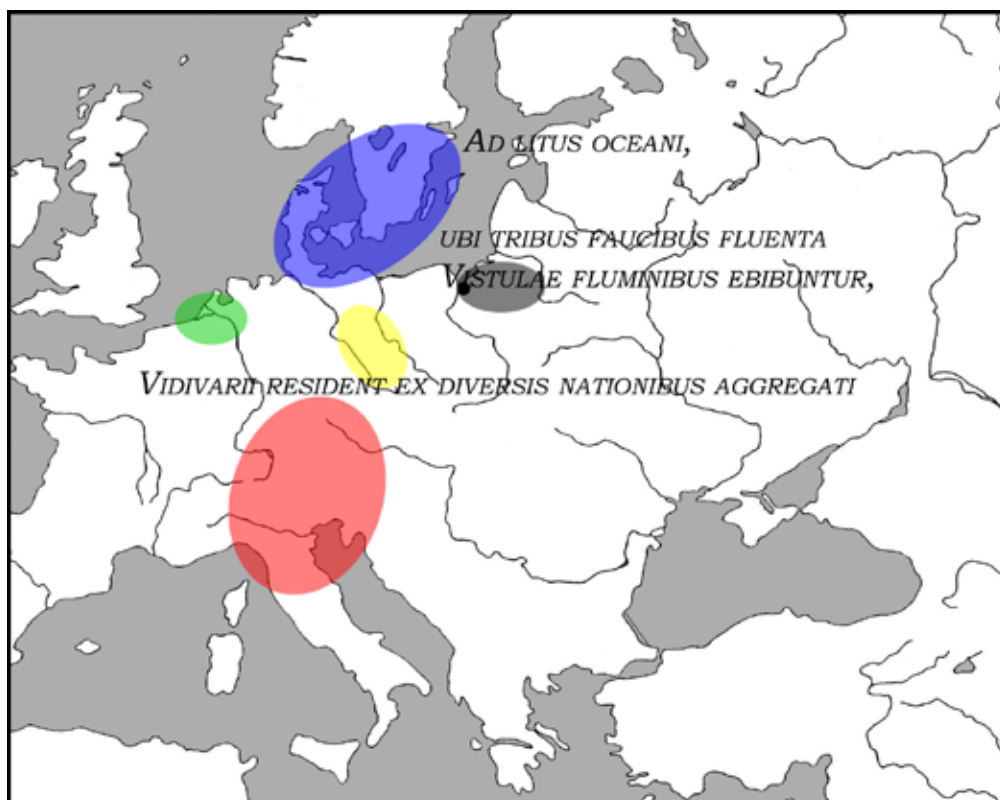 Ad litus oceani,
ubi tribus faucibus fluenta
Vistulae fluminibus ebibuntur,
Vidivarii resident ex diversis nationibus aggregati